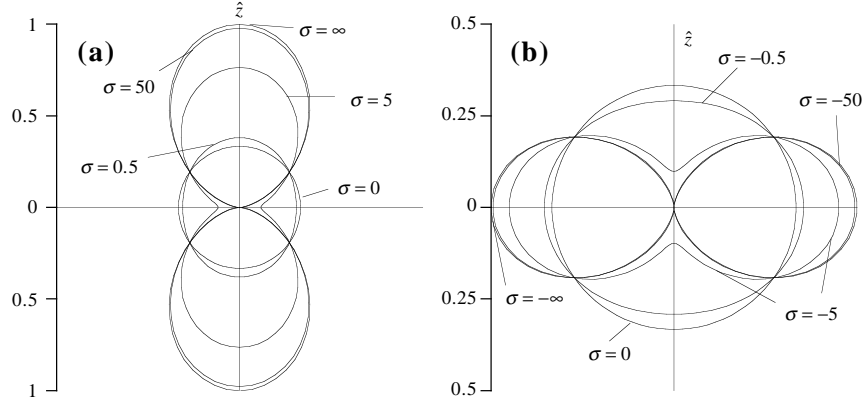 ẑ
(a)
1
σ = ∞
σ = 50
0.5
σ = 5
σ = 0.5
σ = 0
0
0.5
1
(b)
0.5
ẑ
σ = −0.5
σ = −50
0.25
0
σ = −∞
0.25
σ = −5
σ = 0
0.5